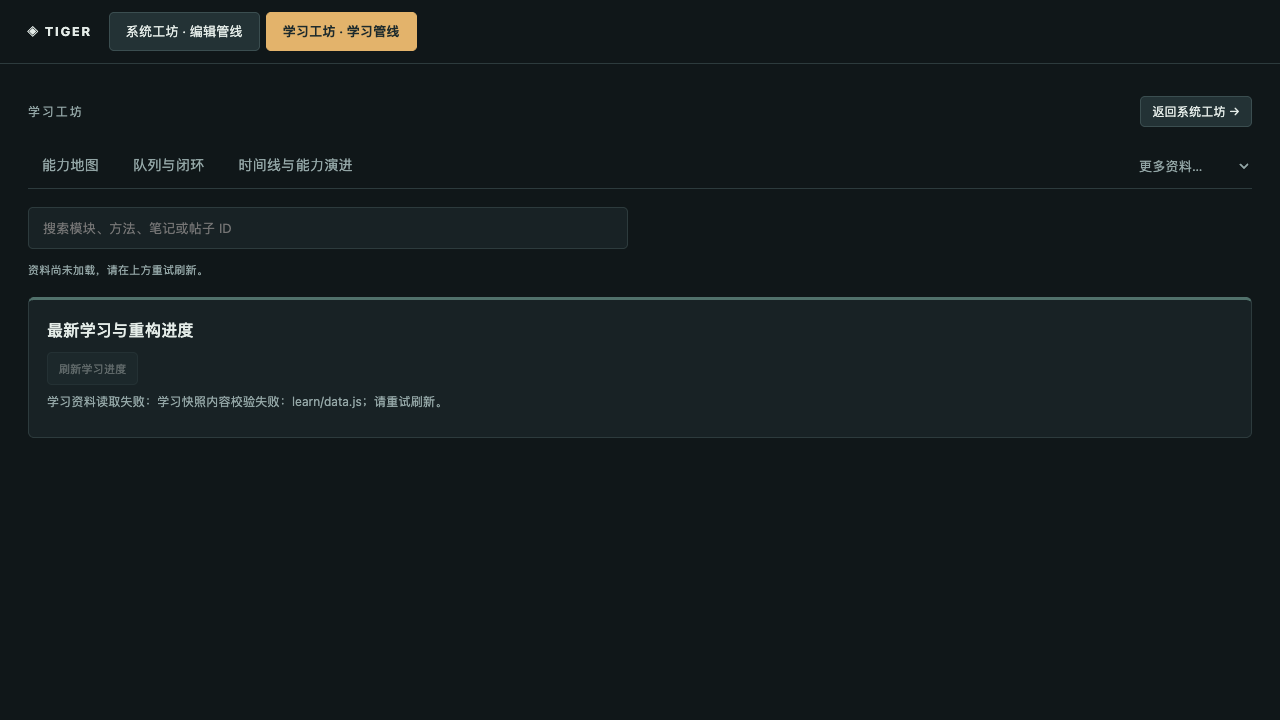 ◈ TIGER
系统工坊 · 编辑管线
学习工坊 · 学习管线
学习工坊
返回系统工坊 →
能力地图
队列与闭环
时间线与能力演进
更多资料...
搜索模块、方法、笔记或帖子 ID
资料尚未加载，请在上方重试刷新。
最新学习与重构进度
刷新学习进度
学习资料读取失败：学习快照内容校验失败：learn/data.js；请重试刷新。